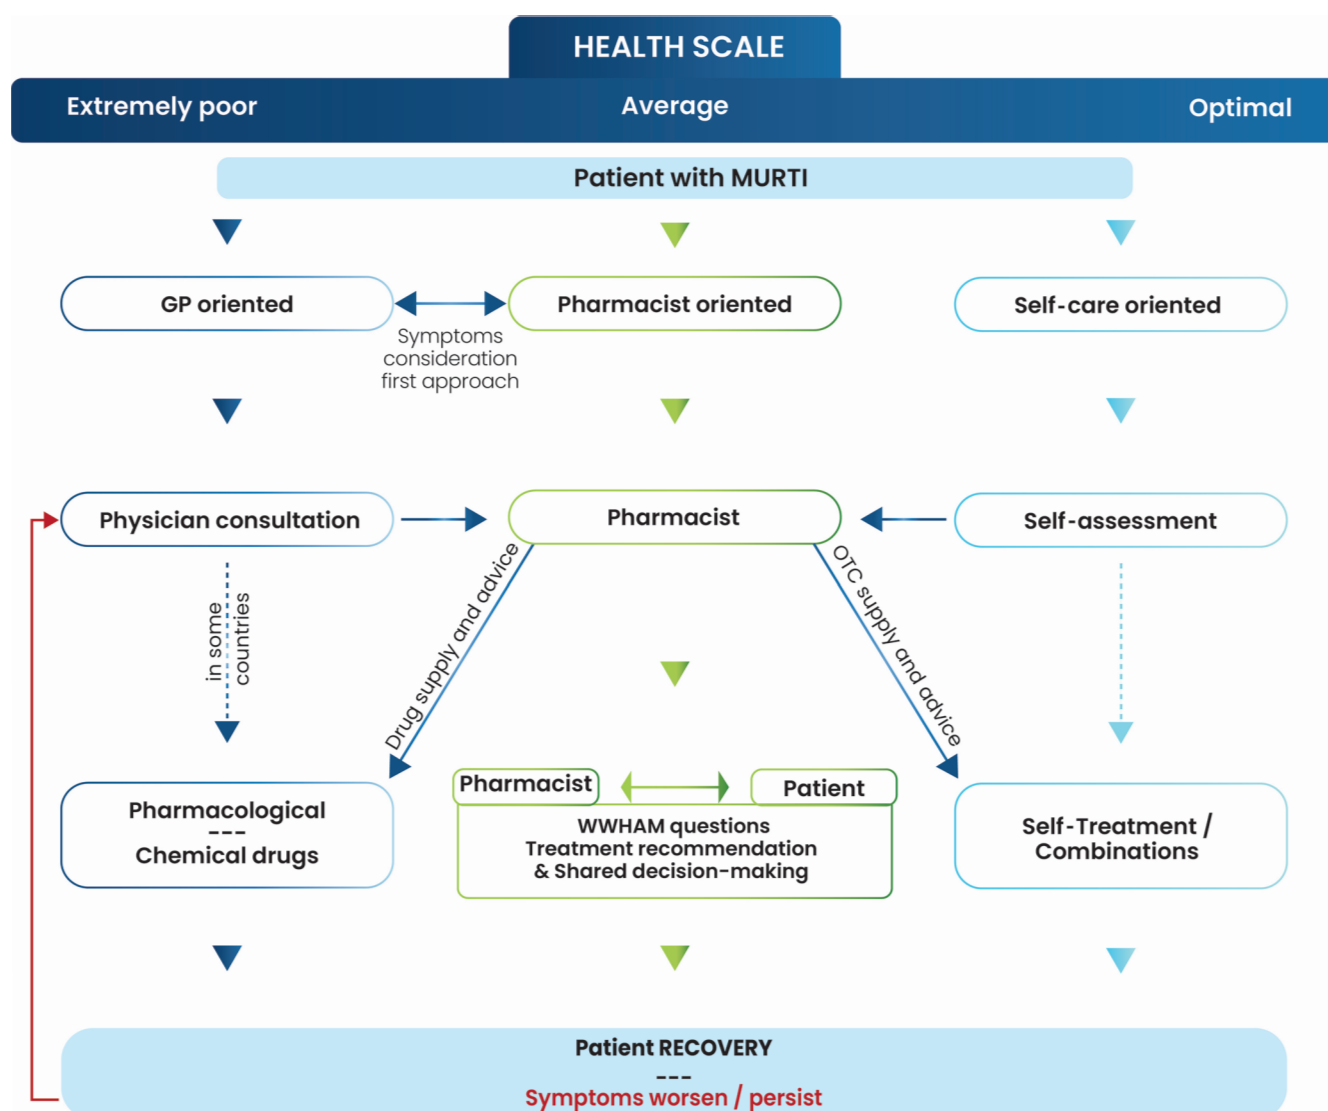 HEALTH SCALE
Extremely poor
Average
Optimal
Patient with MURTI
GP oriented
Pharmacist oriented
Self-care oriented
Symptoms
consideration
first approach
Physician consultation
Pharmacist
Self-assessment
in some
countries
Drug supply and advice
OTC supply and advice
Pharmacological
---
Chemical drugs
Pharmacist
Patient
WWHAM questions
Treatment recommendation
& Shared decision-making
Self-Treatment /
Combinations
Patient RECOVERY
---
Symptoms worsen / persist